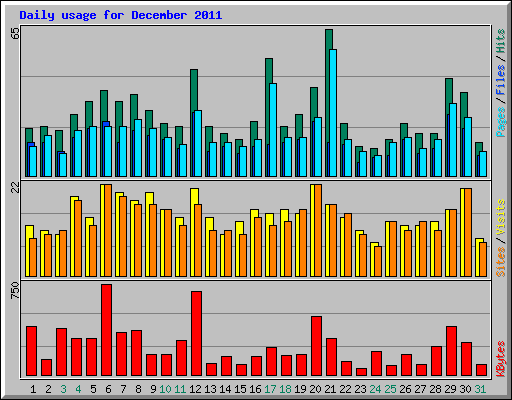 Daily usage for December 2011
65
22
750
Pages / Files / Hits
Sites / Visits
KBytes
1 2 3 4 5 6 7 8 9 10 11 12 13 14 15 16 17 18 19 20 21 22 23 24 25 26 27 28 29 30 31